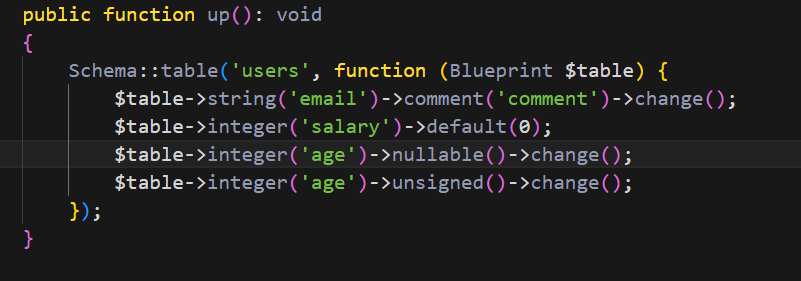 public function up(): void
{
Schema::table('users', function (Blueprint $table) {
$table->string('email')->comment('comment')->change();
$table->integer('salary')->default(0);
$table->integer('age')->nullable()->change();
$table->integer('age')->unsigned()->change();
});
}